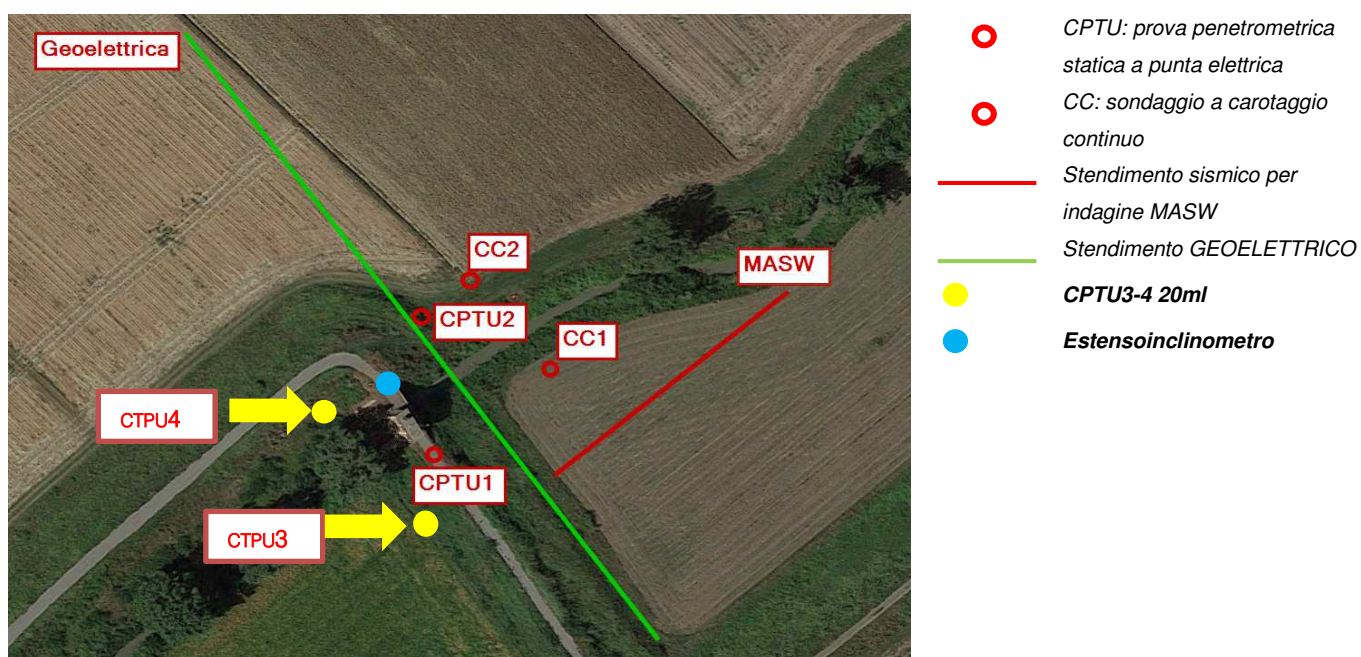 Geoelettrica
CC2
MASW
CPTU2
CC1
CTPU4
CPTU1
CTPU3
CPTU: prova penetrometrica
statica a punta elettrica
CC: sondaggio a carotaggio
continuo
Stendimento sismico per
indagine MASW
Stendimento GEOELETTRICO
CPTU3-4 20ml
Estensoinclinometro